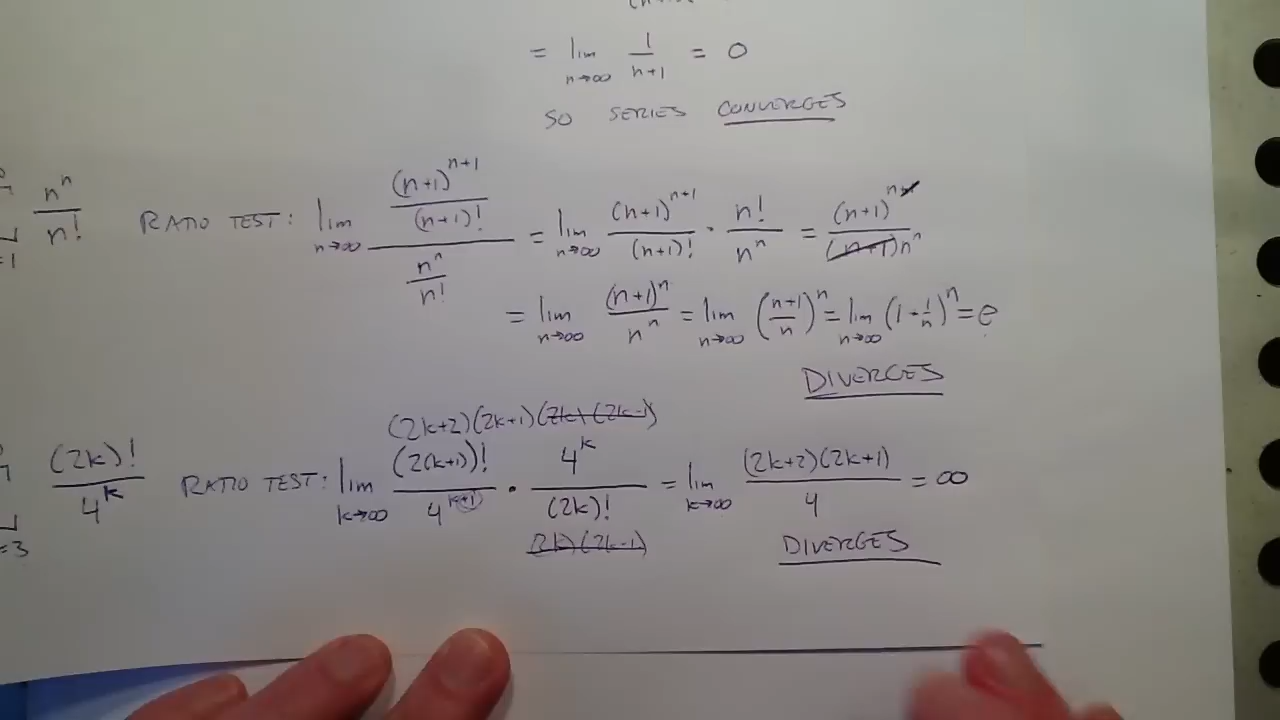 = lim n→∞ 1/(n+1) = 0
SO SERIES CONVERGES
n^n/n! RATIO TEST: lim n→∞ ((n+1)^(n+1)/(n+1)!)/(n^n/n!) = lim n→∞ (n+1)^(n+1)/(n+1)! · n!/n^n = (n+1)^(n+1)/((n+1)n^n)
=1
= lim n→∞ (n+1)^n/n^n = lim n→∞ ((n+1)/n)^n = lim n→∞ (1+1/n)^n = e
DIVERGES
(2k+2)(2k+1)(2k)(2k-1)
(2k)!/4^k RATIO TEST: lim k→∞ (2(k+1))!/4^(k+1) · 4^k/(2k)! = lim k→∞ (2k+2)(2k+1)/4 = ∞
=3
(2k)(2k-1)
DIVERGES